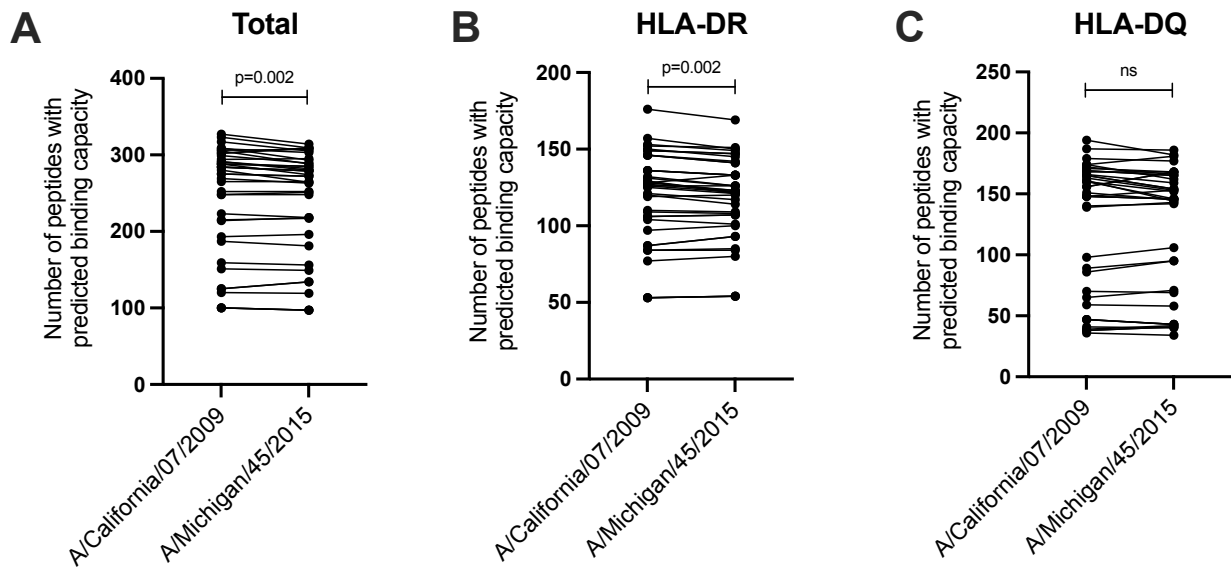 A
Total
p=0.002
Number of peptides with
predicted binding capacity
400
300
200
100
0
A/California/07/2009
A/Michigan/45/2015
B
HLA-DR
p=0.002
Number of peptides with
predicted binding capacity
200
150
100
50
0
A/California/07/2009
A/Michigan/45/2015
C
HLA-DQ
ns
Number of peptides with
predicted binding capacity
250
200
150
100
50
0
A/California/07/2009
A/Michigan/45/2015